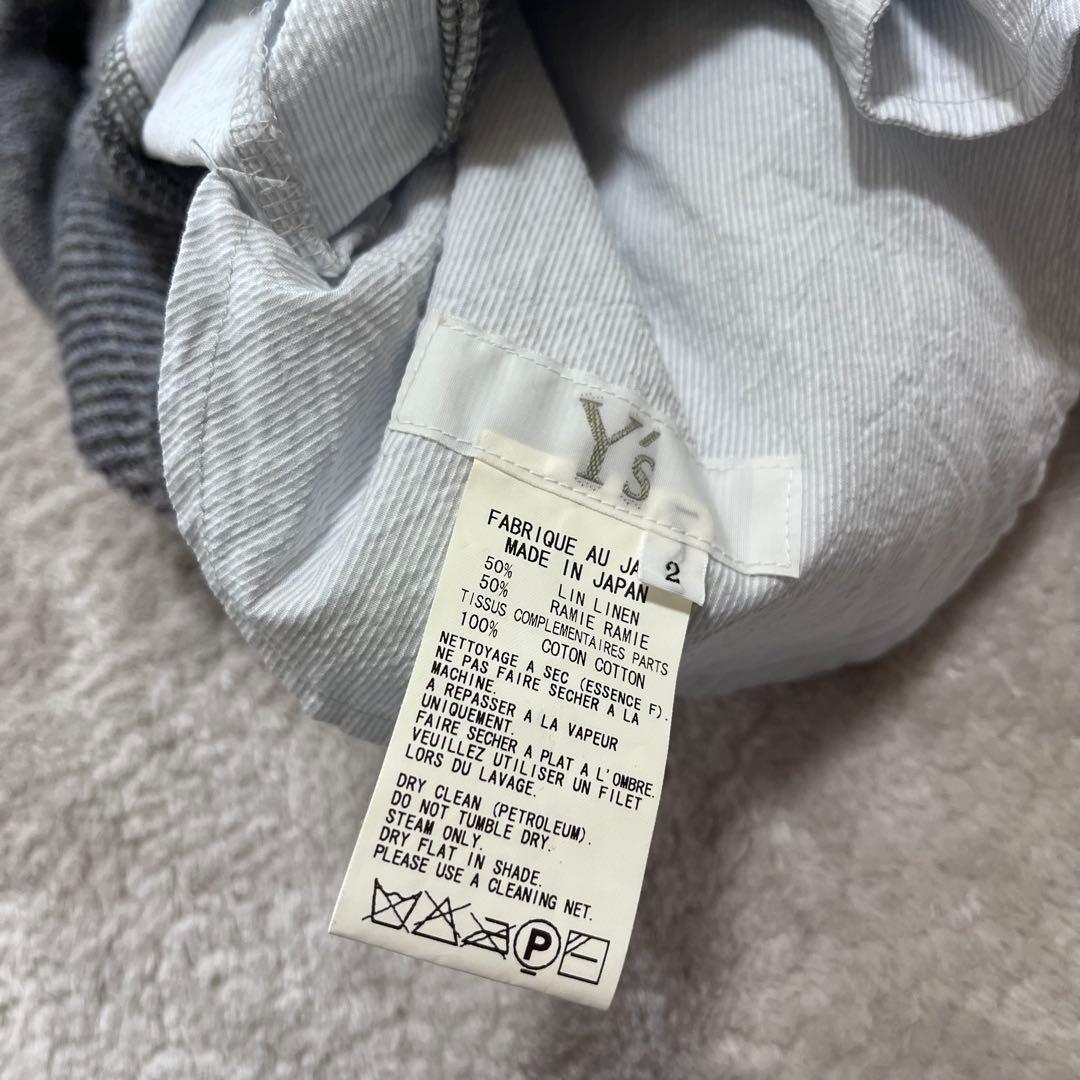 Y's
2
FABRIQUE AU JA
MADE IN JAPAN
50% LIN LINEN
50% RAMIE RAMIE
TISSUS COMPLEMENTAIRES PARTS
100% COTON COTTON
NETTOYAGE A SEC (ESSENCE F).
NE PAS FAIRE SECHER A LA
MACHINE.
A REPASSER A LA VAPEUR
UNIQUEMENT.
FAIRE SECHER A PLAT A L'OMBRE.
VEUILLEZ UTILISER UN FILET
LORS DU LAVAGE.
DRY CLEAN (PETROLEUM).
DO NOT TUMBLE DRY.
STEAM ONLY.
DRY FLAT IN SHADE.
PLEASE USE A CLEANING NET.
P